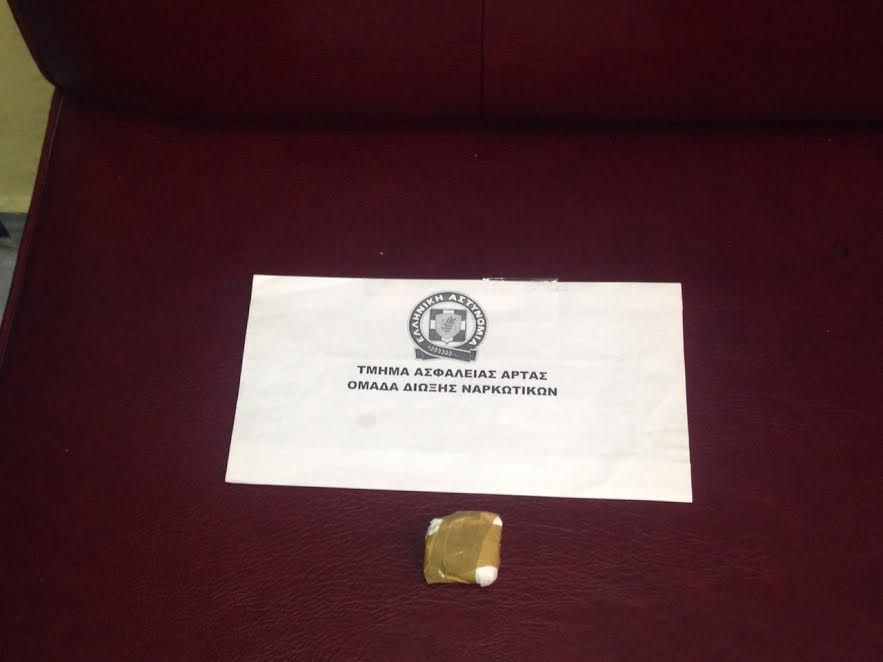 ΕΛΛΗΝΙΚΗ ΑΣΤΥΝΟΜΙΑ
ΤΜΗΜΑ ΑΣΦΑΛΕΙΑΣ ΑΡΤΑΣ
ΟΜΑΔΑ ΔΙΩΞΗΣ ΝΑΡΚΩΤΙΚΩΝ